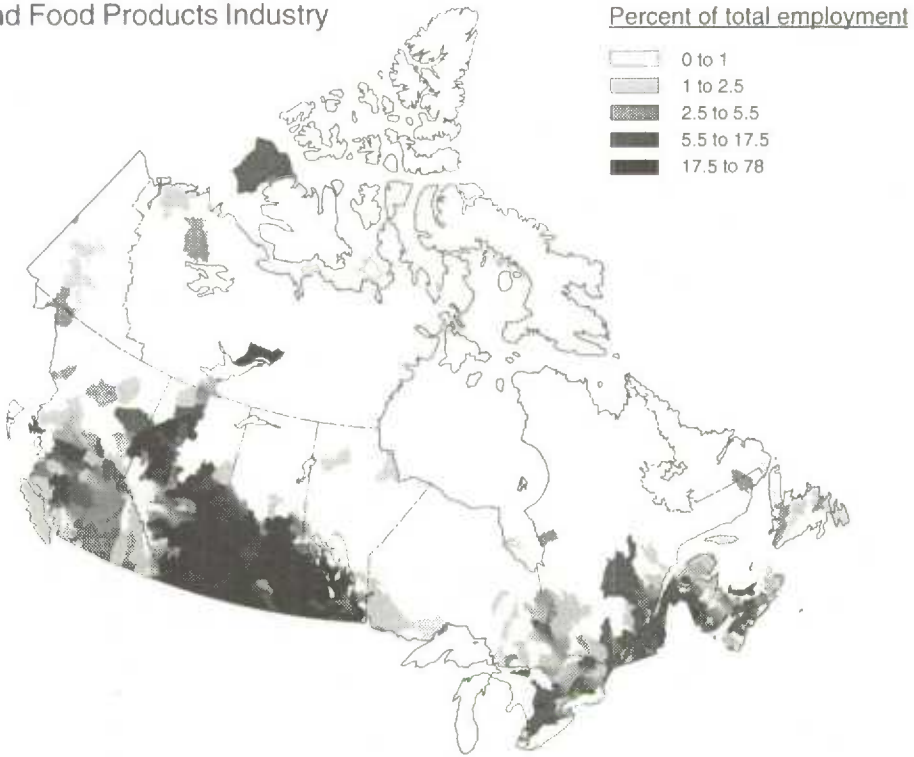 Food Products Industry
Percent of total employment
0 to 1
1 to 2.5
2.5 to 5.5
5.5 to 17.5
17.5 to 78